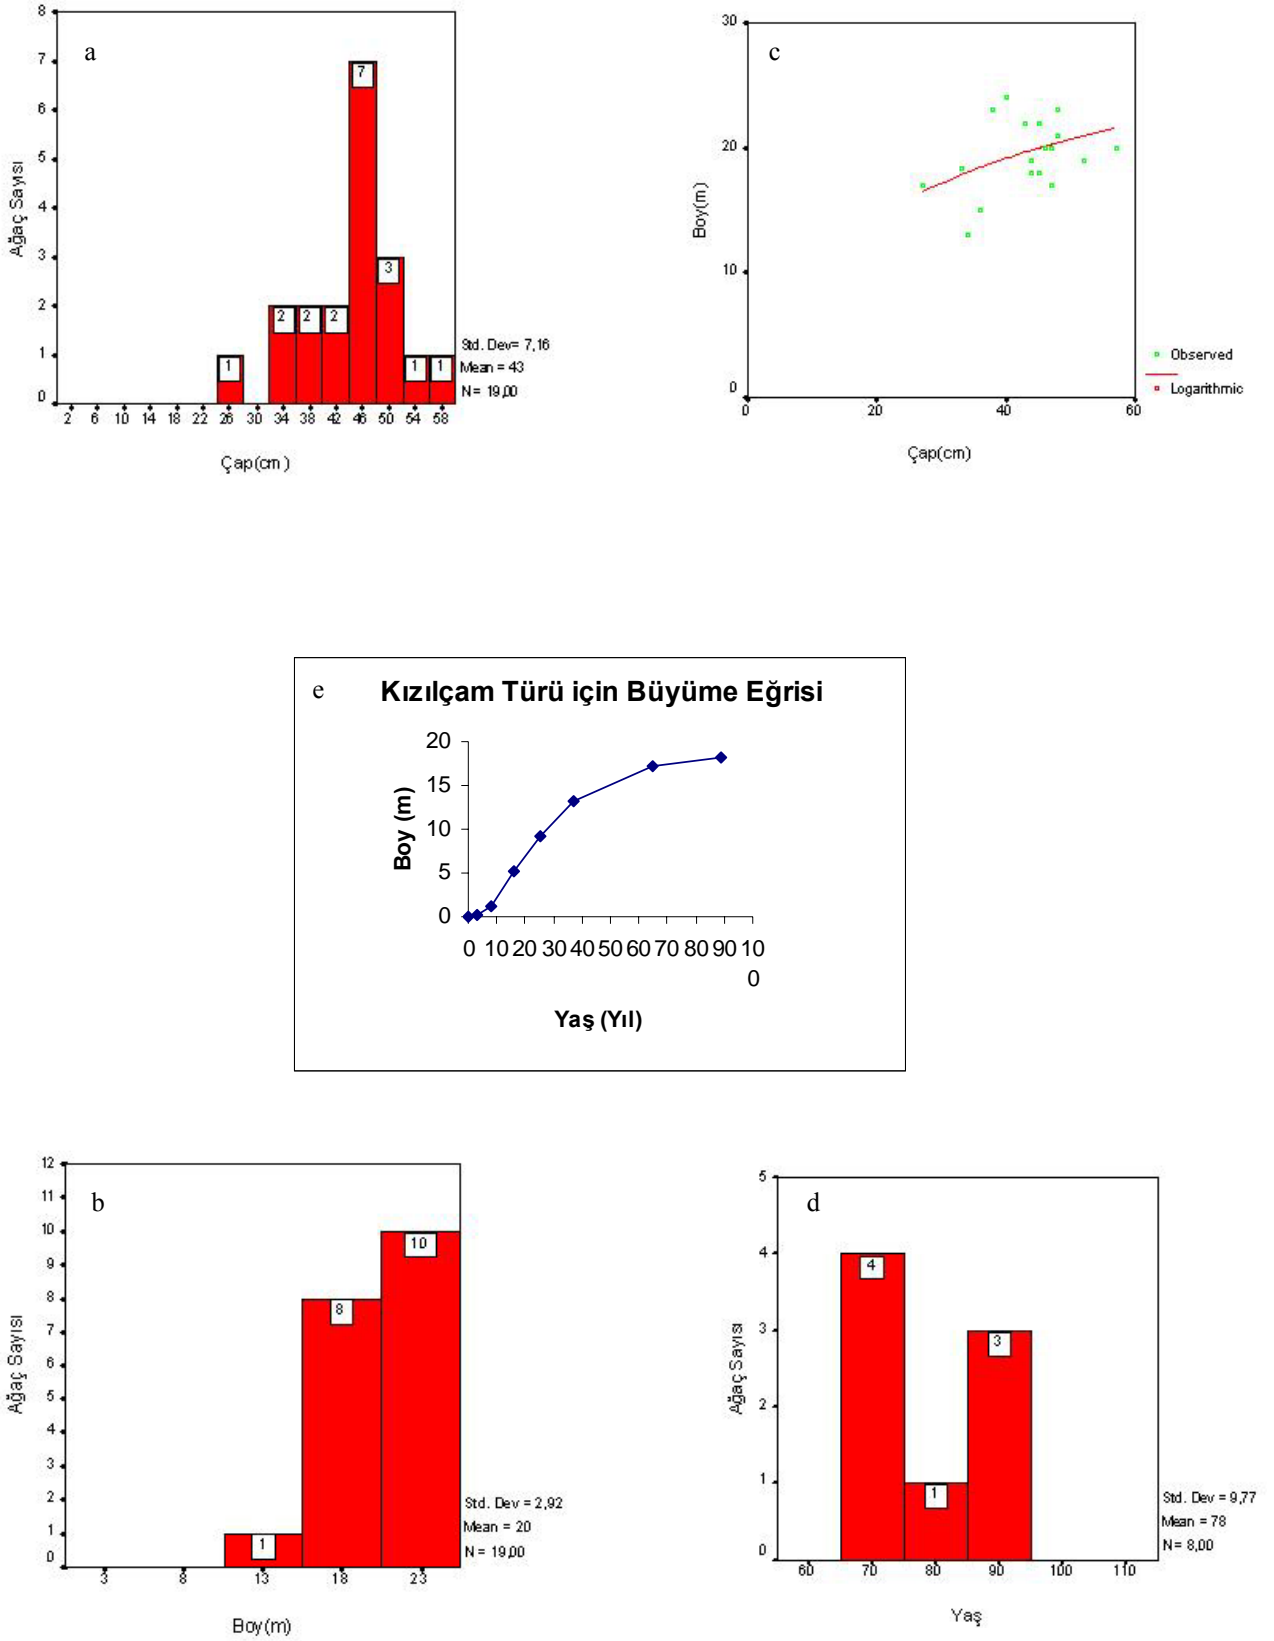 a
8
7
6
5
4
3
2
1
0
Ağaç Sayısı
1
2
2
2
7
3
1
1
2 6 10 14 18 22 26 30 34 38 42 46 50 54 58
Çap(cm)
Std. Dev= 7,16
Mean = 43
N= 19,00
c
30
20
10
0
Boy(m)
0 20 40 60
Çap(cm)
Observed
Logarithmic
e
Kızılçam Türü için Büyüme Eğrisi
20
15
10
5
0
Boy (m)
0 10 20 30 40 50 60 70 80 90 10
0
Yaş (Yıl)
b
12
11
10
9
8
7
6
5
4
3
2
1
0
Ağaç Sayısı
1
8
10
3 8 13 18 23
Boy(m)
Std. Dev = 2,92
Mean = 20
N = 19,00
d
5
4
3
2
1
0
Ağaç Sayısı
4
1
3
60 70 80 90 100 110
Yaş
Std. Dev = 9,77
Mean = 78
N= 8,00